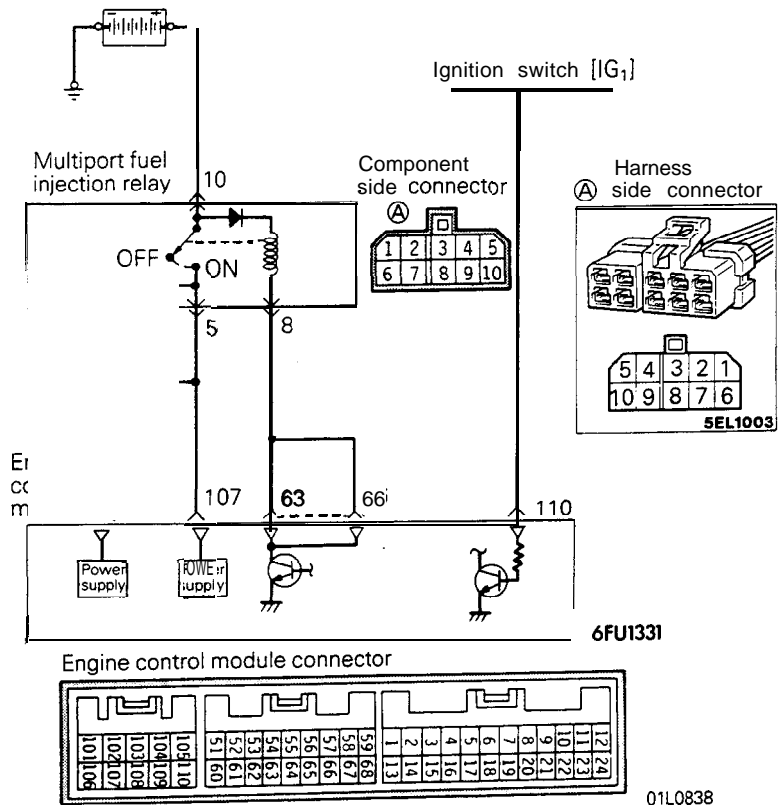 − +
Ignition switch [IG1]
Multiport fuel
injection relay
10
Component
side connector
Ⓐ
1 2 3 4 5
6 7 8 9 10
Harness
Ⓐ side connector
OFF
ON
5
8
5 4 3 2 1
10 9 8 7 6
5EL1003
107
63
66
110
Power
supply
6FU1331
Engine control module connector
101 102 103 104 105
106 107 108 109 110
51 52 53 54 55 56 57 58 59
60 61 62 63 64 65 66 67 68
1 2 3 4 5 6 7 8 9 10 11 12
13 14 15 16 17 18 19 20 21 22 23 24
01L0838